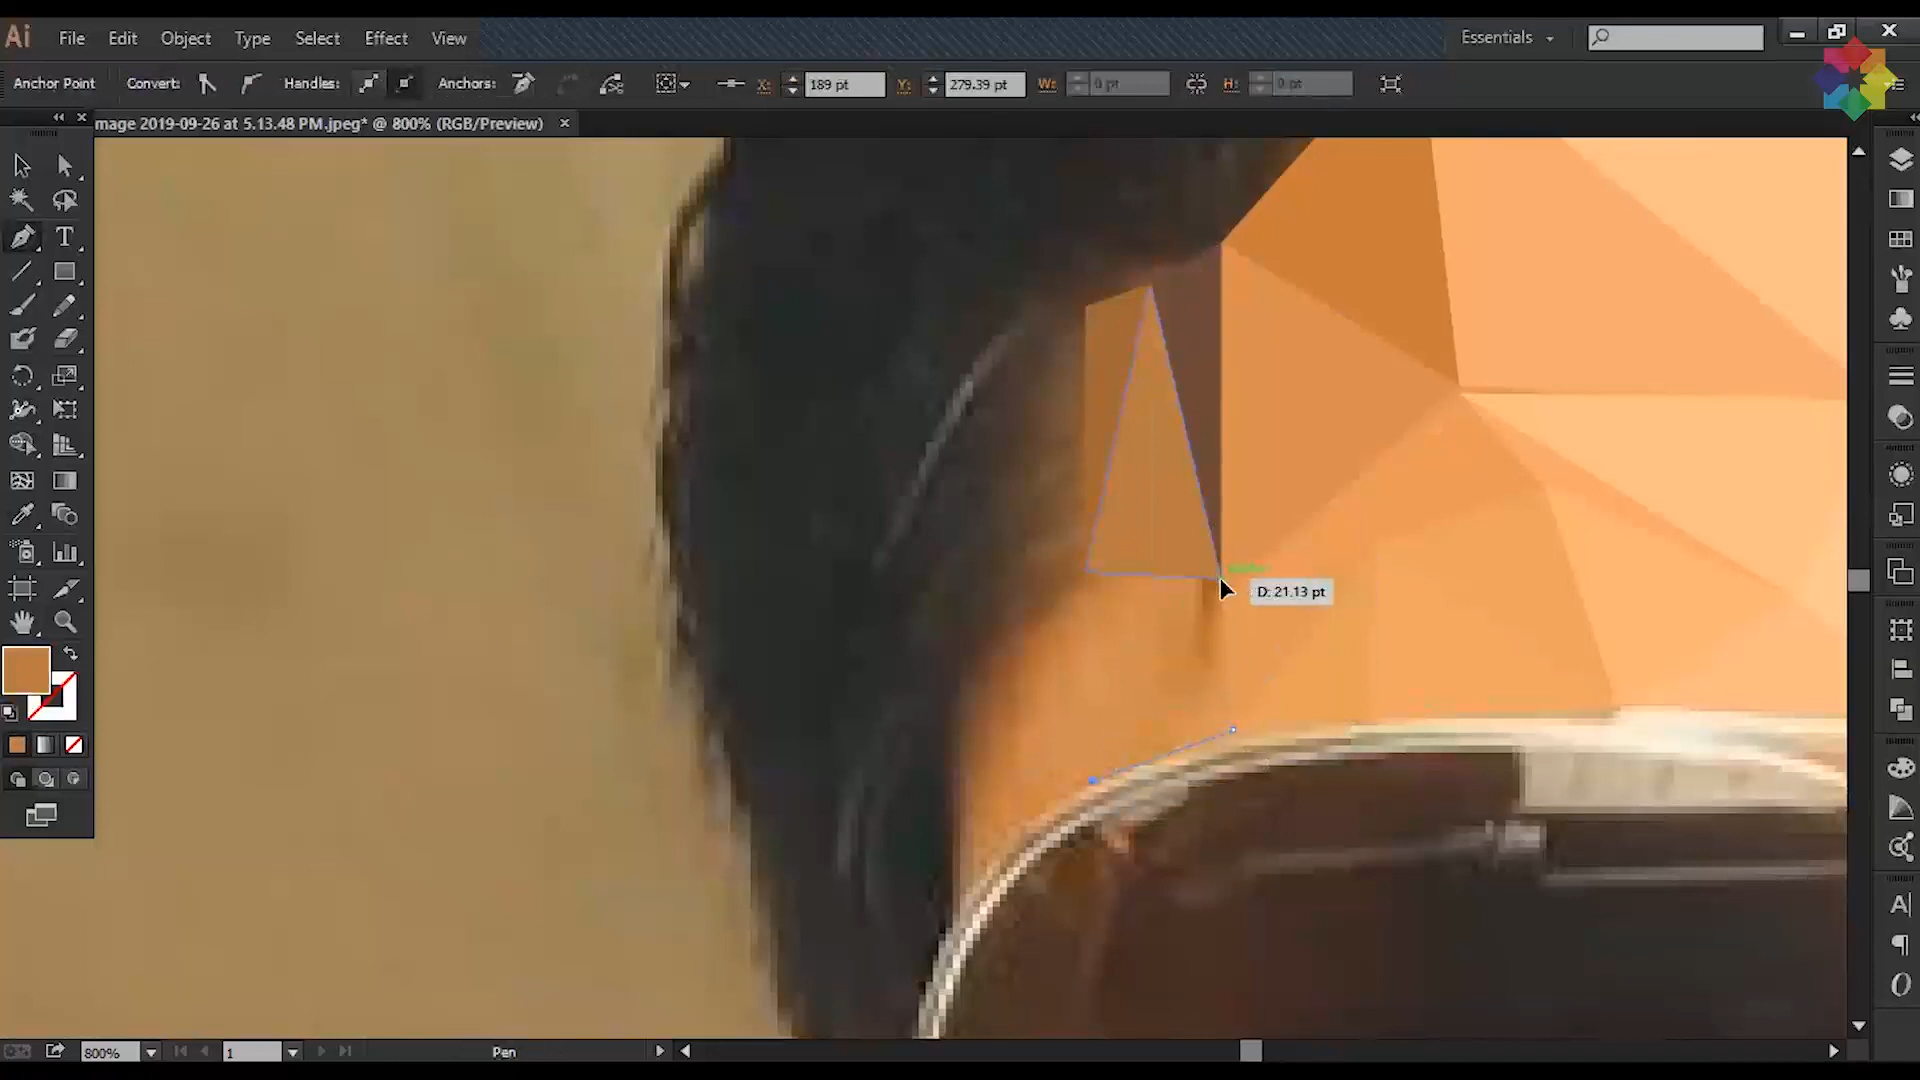 Ai File Edit Object Type Select Effect View Essentials
Anchor Point Convert: Handles: Anchors: X: 189 pt Y: 279.39 pt W: 0 pt H: 0 pt
mage 2019-09-26 at 5.13.48 PM.jpeg* @ 800% (RGB/Preview)
D: 21.13 pt
800% 1 Pen